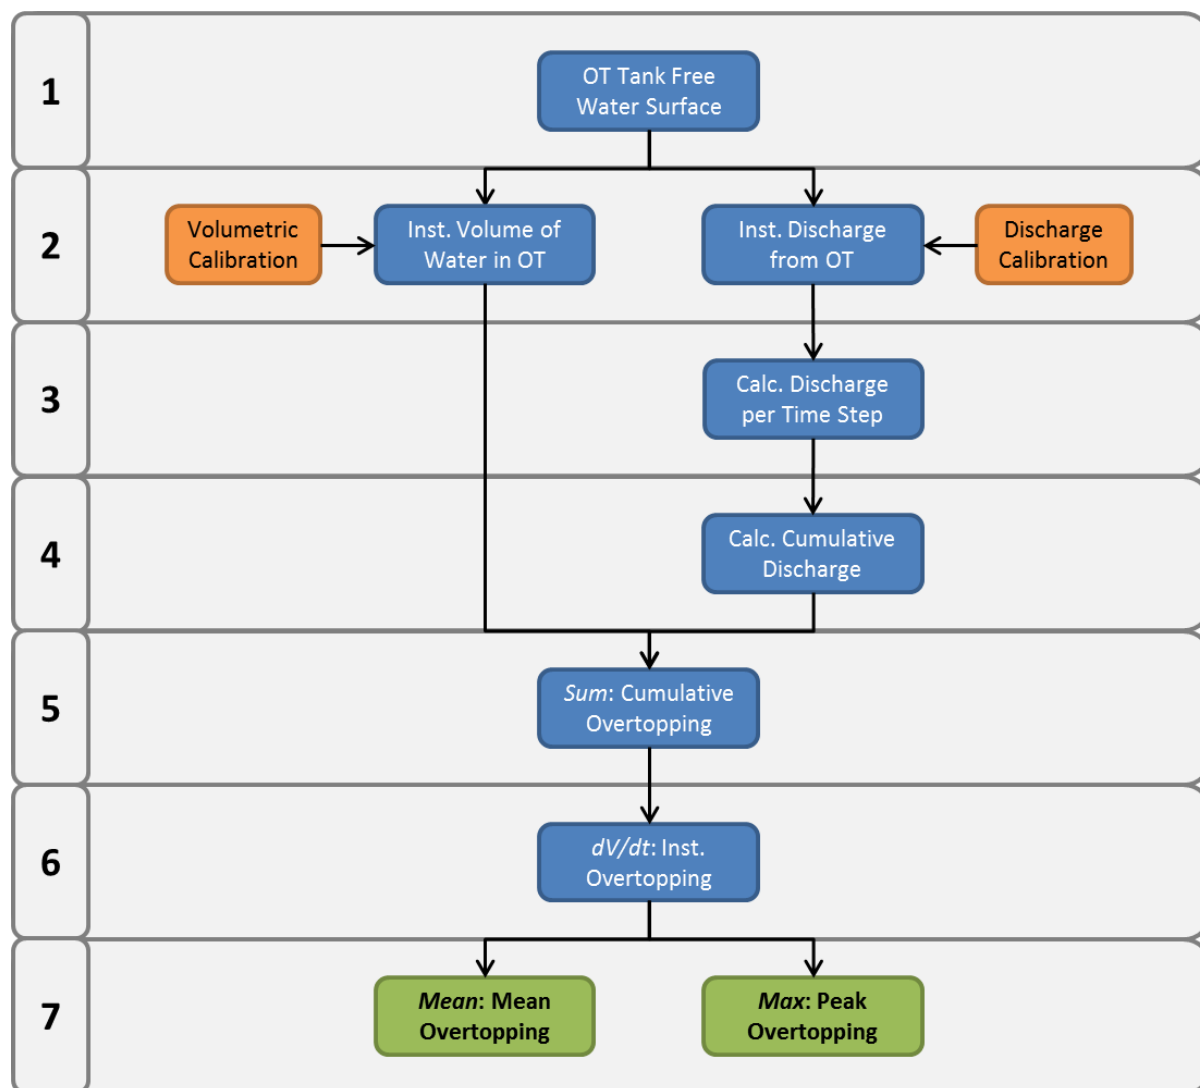 1
OT Tank Free
Water Surface
2
Volumetric
Calibration
Inst. Volume of
Water in OT
Inst. Discharge
from OT
Discharge
Calibration
3
Calc. Discharge
per Time Step
4
Calc. Cumulative
Discharge
5
Sum: Cumulative
Overtopping
6
dV/dt: Inst.
Overtopping
7
Mean: Mean
Overtopping
Max: Peak
Overtopping